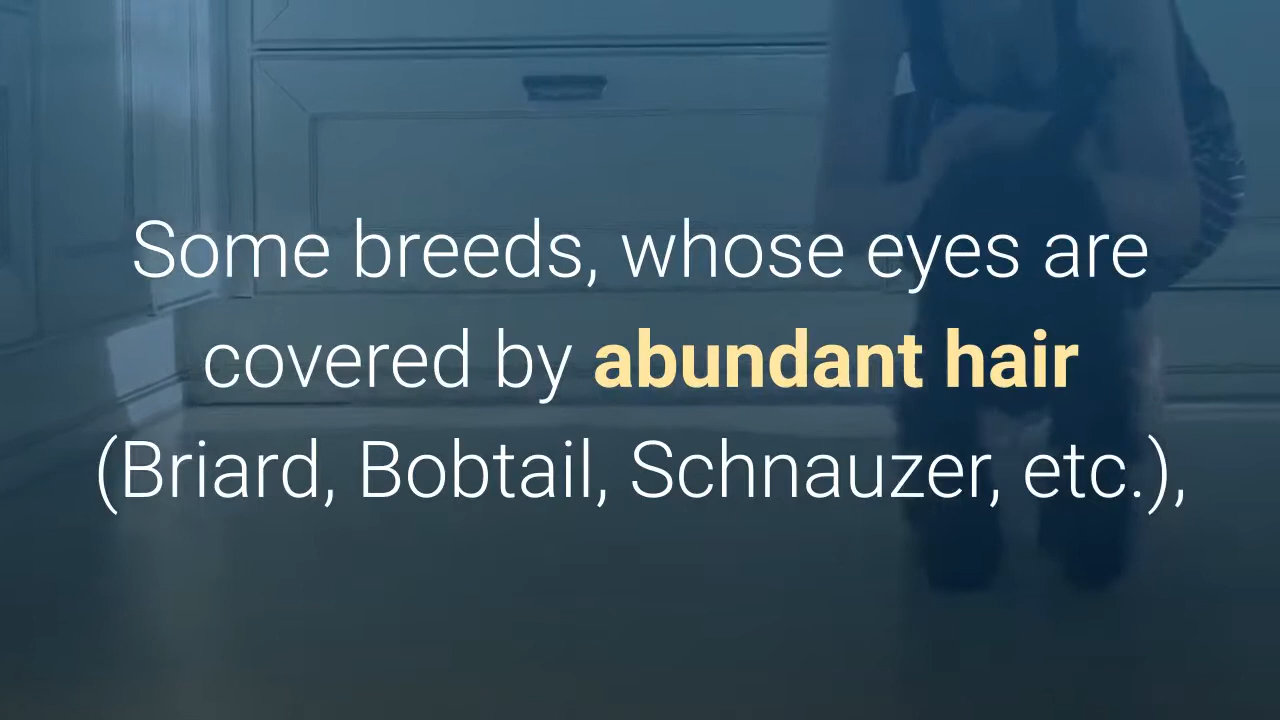 Some breeds, whose eyes are
covered by abundant hair
(Briard, Bobtail, Schnauzer, etc.),